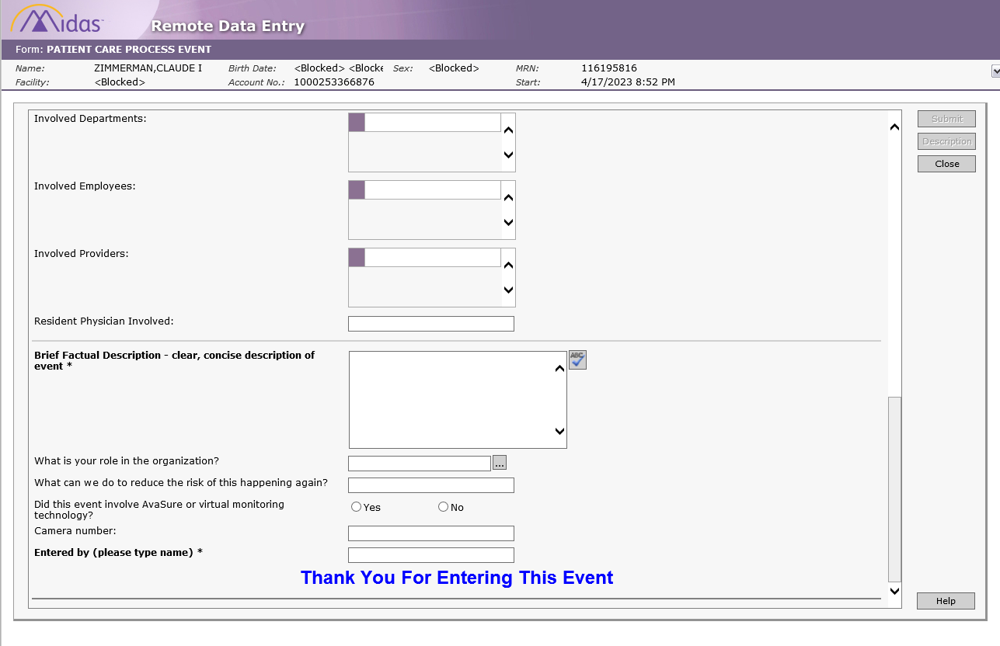 Midas™
Remote Data Entry
Form: PATIENT CARE PROCESS EVENT
Name: ZIMMERMAN,CLAUDE I Birth Date: <Blocked> <Blocke Sex: <Blocked> MRN: 116195816
Facility: <Blocked> Account No.: 1000253366876 Start: 4/17/2023 8:52 PM
Involved Departments:
Submit
Description
Close
Involved Employees:
Involved Providers:
Resident Physician Involved:
Brief Factual Description - clear, concise description of
event *
ABC
What is your role in the organization?
...
What can we do to reduce the risk of this happening again?
Did this event involve AvaSure or virtual monitoring
technology?
Yes No
Camera number:
Entered by (please type name) *
Thank You For Entering This Event
Help